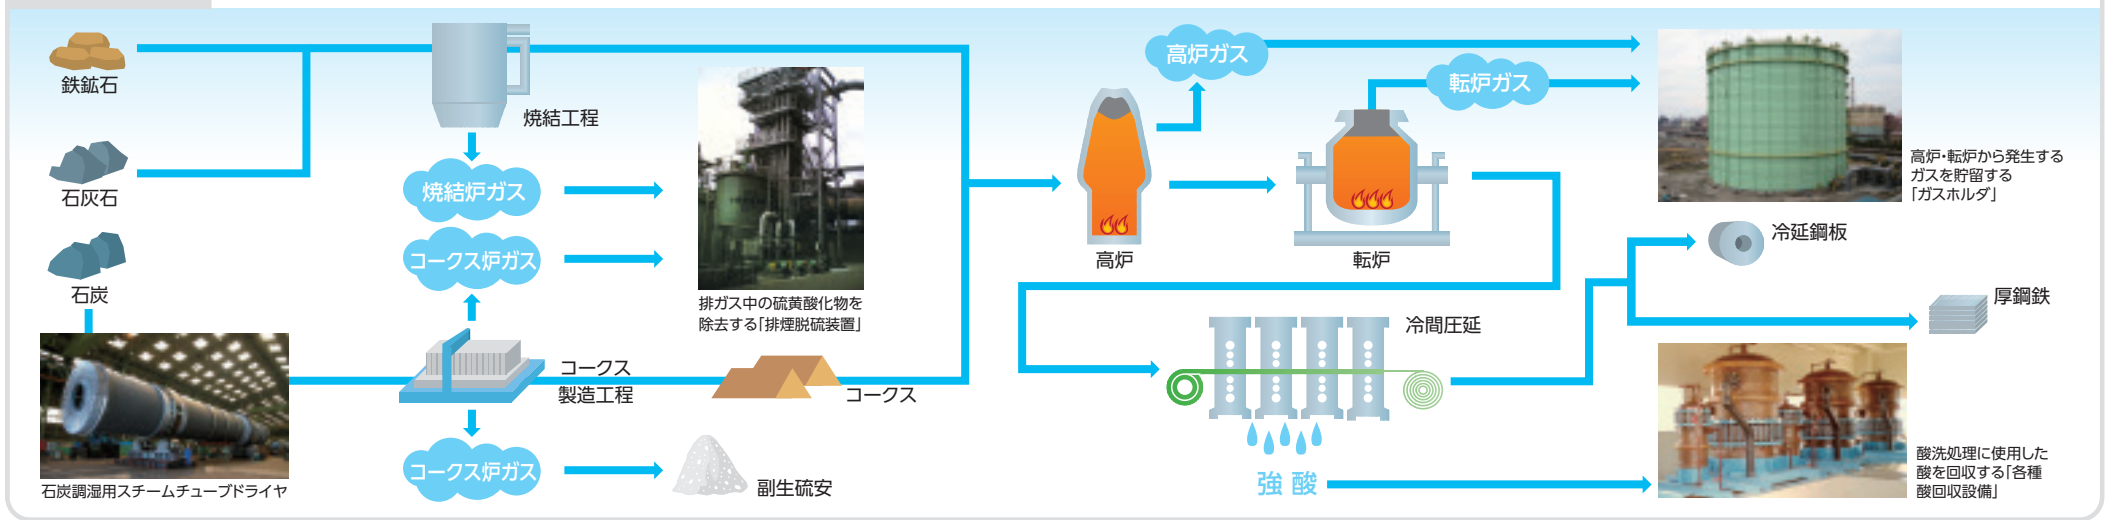 鉄鉱石
石灰石
石炭
石炭調湿用スチームチューブドライヤ
焼結工程
焼結炉ガス
コークス炉ガス
排ガス中の硫黄酸化物を
除去する「排煙脱硫装置」
コークス
製造工程
コークス
コークス炉ガス
副生硫安
高炉ガス
転炉ガス
高炉
転炉
高炉・転炉から発生する
ガスを貯留する
「ガスホルダ」
冷延鋼板
厚鋼鉄
冷間圧延
強酸
酸洗処理に使用した
酸を回収する「各種
酸回収設備」